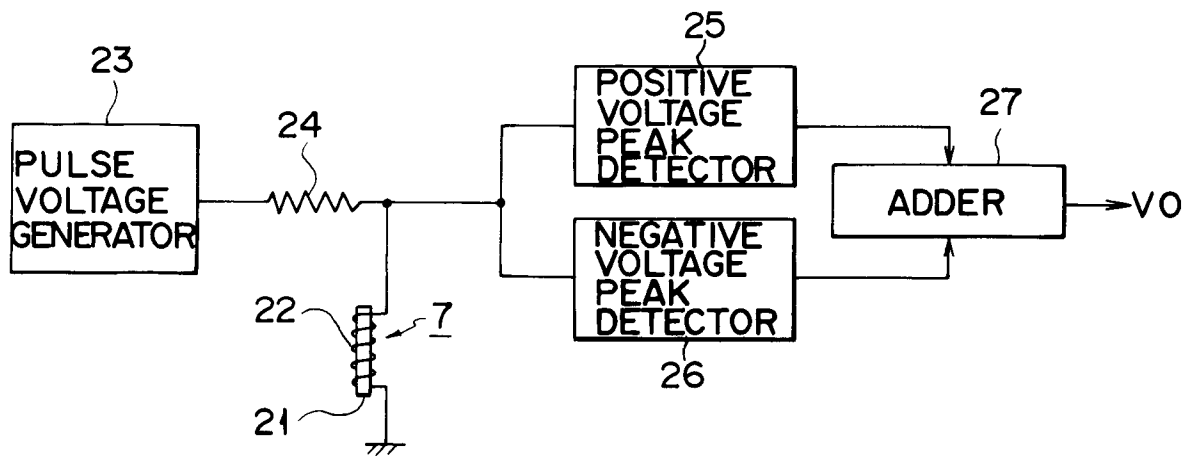 23
PULSE
VOLTAGE
GENERATOR
24
25
POSITIVE
VOLTAGE
PEAK
DETECTOR
27
ADDER
VO
NEGATIVE
VOLTAGE
PEAK
DETECTOR
26
22
7
21